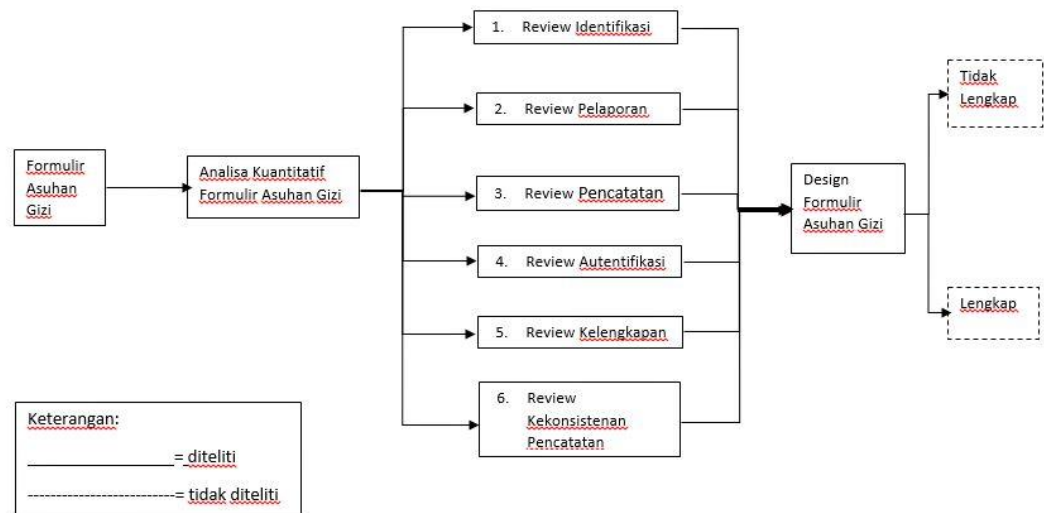 Formulir
Asuhan
Gizi
Analisa Kuantitatif
Formulir Asuhan Gizi
1. Review Identifikasi
2. Review Pelaporan
3. Review Pencatatan
4. Review Autentifikasi
5. Review Kelengkapan
6. Review
Kekonsistenan
Pencatatan
Design
Formulir
Asuhan Gizi
Tidak
Lengkap
Lengkap
Keterangan:
____________________= diteliti
-------------------------= tidak diteliti